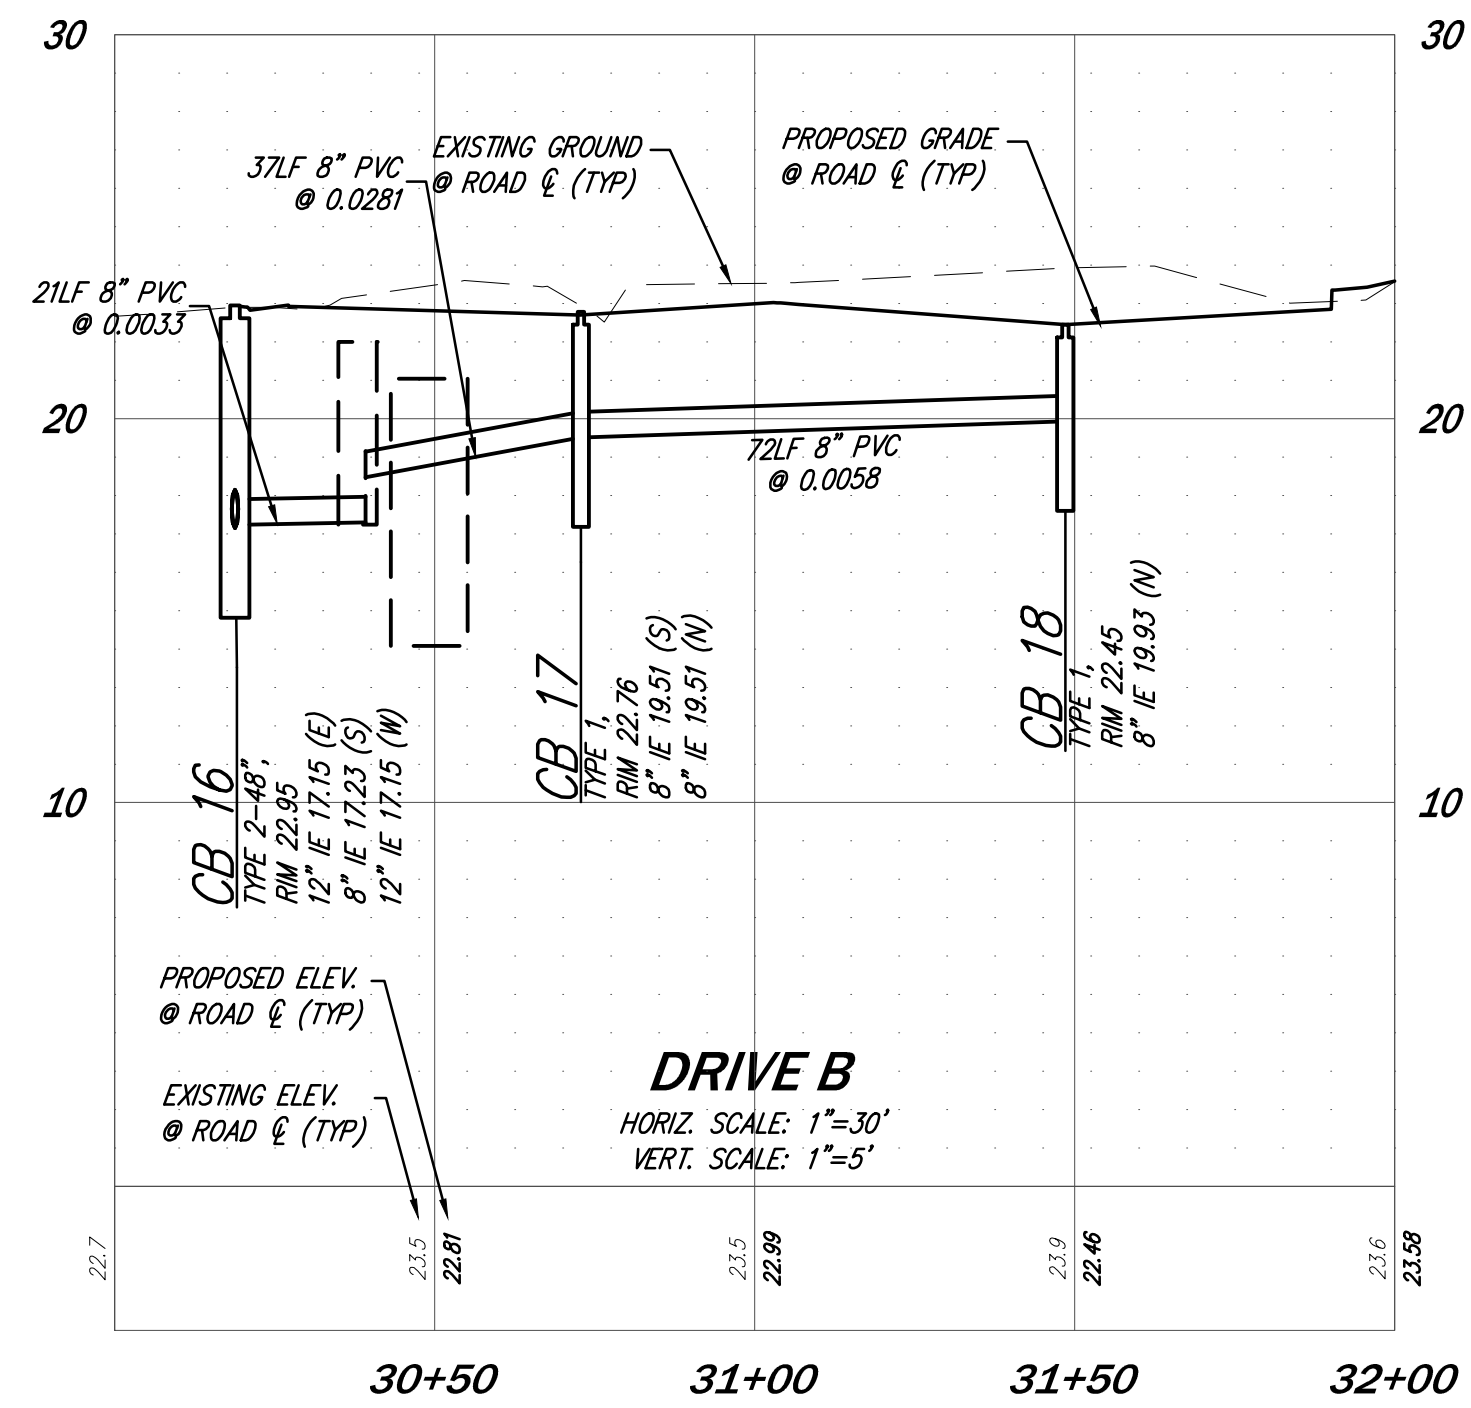 30
30
EXISTING GROUND
@ ROAD ℄ (TYP)
PROPOSED GRADE
@ ROAD ℄ (TYP)
37LF 8" PVC
@ 0.0281
21LF 8" PVC
@ 0.0033
20
20
72LF 8" PVC
@ 0.0058
CB 16
TYPE 2-48",
RIM 22.95
12" IE 17.15 (E)
8" IE 17.23 (S)
12" IE 17.15 (W)
CB 17
TYPE 1,
RIM 22.76
8" IE 19.51 (S)
8" IE 19.51 (N)
CB 18
TYPE 1,
RIM 22.45
8" IE 19.93 (N)
10
10
PROPOSED ELEV.
@ ROAD ℄ (TYP)
EXISTING ELEV.
@ ROAD ℄ (TYP)
DRIVE B
HORIZ. SCALE: 1"=30'
VERT. SCALE: 1"=5'
22.7
23.5
22.81
23.5
22.99
23.9
22.46
23.6
23.58
30+50
31+00
31+50
32+00